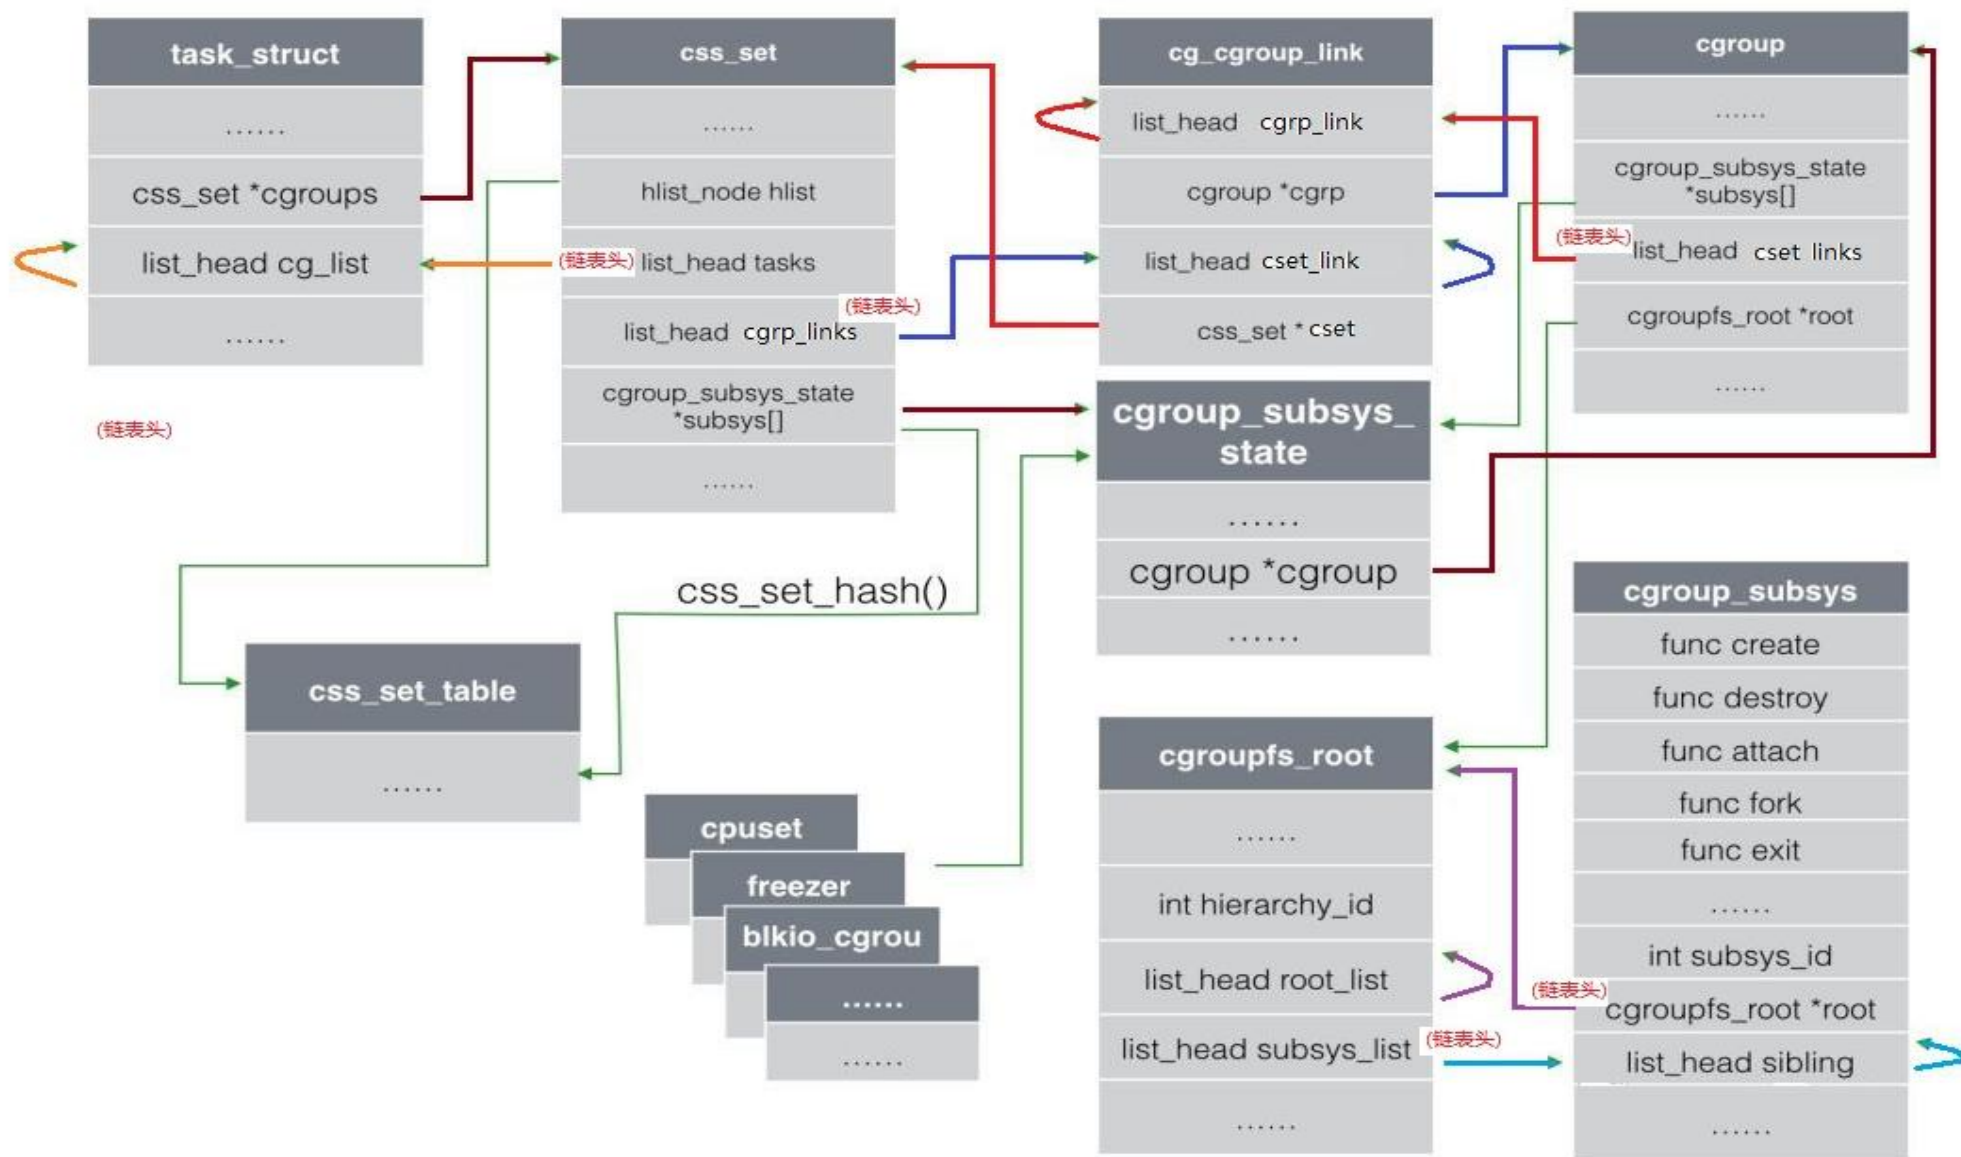 task_struct
......
css_set *cgroups
list_head cg_list
......
(链表头)
css_set
......
hlist_node hlist
(链表头) list_head tasks
(链表头)
list_head cgrp_links
cgroup_subsys_state
*subsys[]
......
cg_cgroup_link
list_head cgrp_link
cgroup *cgrp
list_head cset_link
css_set * cset
cgroup
......
cgroup_subsys_state
*subsys[]
(链表头)
list_head cset links
cgroupfs_root *root
......
cgroup_subsys_
state
......
cgroup *cgroup
......
css_set_hash()
css_set_table
......
cpuset
freezer
blkio_cgrou
......
......
cgroupfs_root
......
int hierarchy_id
list_head root_list
list_head subsys_list (链表头)
......
cgroup_subsys
func create
func destroy
func attach
func fork
func exit
......
int subsys_id
(链表头)
cgroupfs_root *root
list_head sibling
......